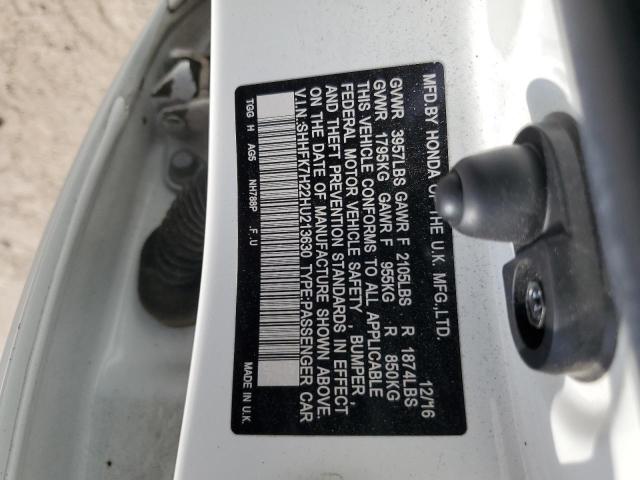 MFD.BY HONDA OF THE U.K. MFG.,LTD. 12/16
GVWR 3957LBS GAWR F 2105LBS R 1874LBS
GVWR 1795KG GAWR F 955KG -R 850KG
THIS VEHICLE CONFORMS TO ALL APPLICABLE
FEDERAL MOTOR VEHICLE SAFETY , BUMPER ,
AND THEFT PREVENTION STANDARDS IN EFFECT
ON THE DATE OF MANUFACTURE SHOWN ABOVE.
V.I.N.:SHHFK7H22HU213630 TYPE:PASSENGER CAR
TGG H AG5 NH788P .F.U MADE IN U.K.